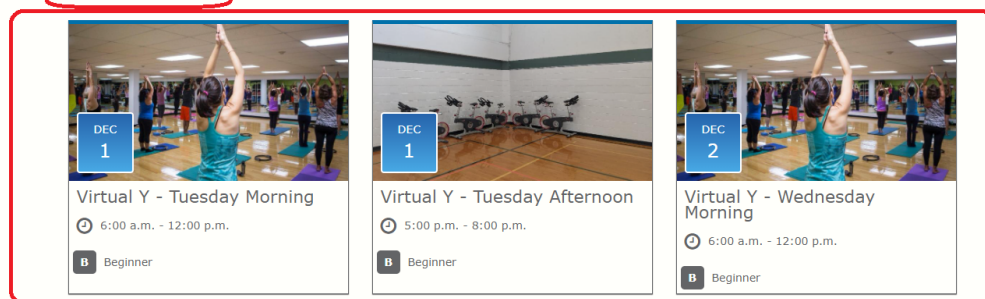 DEC
1
Virtual Y - Tuesday Morning
6:00 a.m. - 12:00 p.m.
B Beginner
DEC
1
Virtual Y - Tuesday Afternoon
5:00 p.m. - 8:00 p.m.
B Beginner
DEC
2
Virtual Y - Wednesday
Morning
6:00 a.m. - 12:00 p.m.
B Beginner